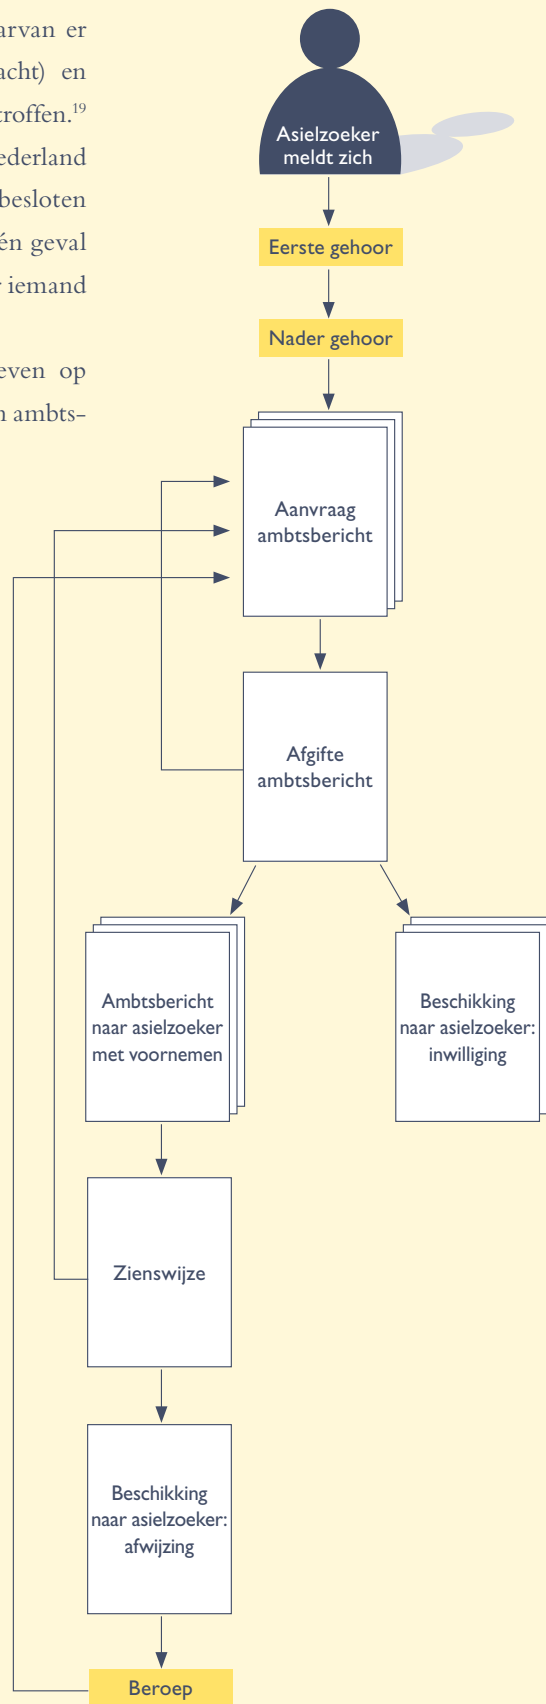 arvan er
acht) en
troffen.19
ederland
besloten
én geval
iemand
even op
n ambts-
Asielzoeker
meldt zich
Eerste gehoor
Nader gehoor
Aanvraag
ambtsbericht
Afgifte
ambtsbericht
Ambtsbericht
naar asielzoeker
met voornemen
Beschikking
naar asielzoeker:
inwilliging
Zienswijze
Beschikking
naar asielzoeker:
afwijzing
Beroep